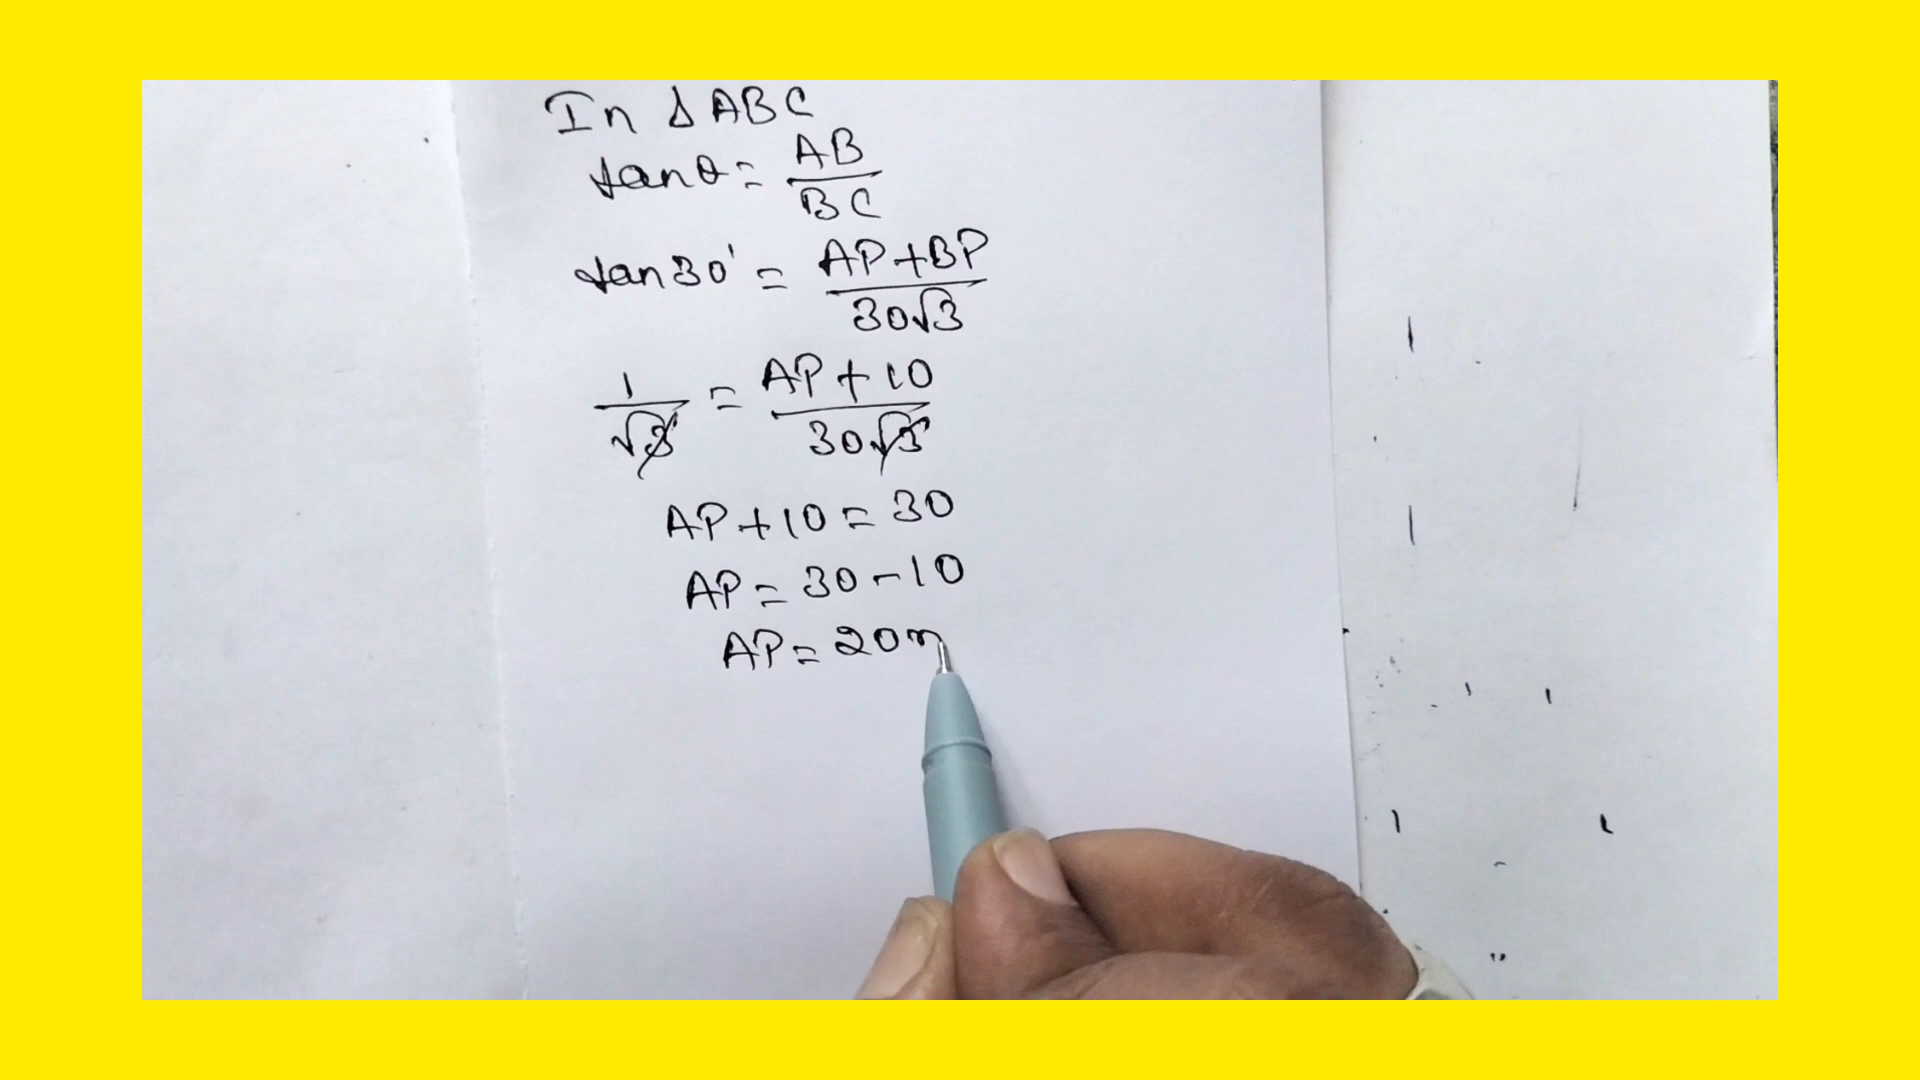 In Δ ABC
tanθ = AB/BC
tan30' = AP+BP/30√3
1/√3 = AP+10/30√3
AP+10=30
AP=30-10
AP=20m